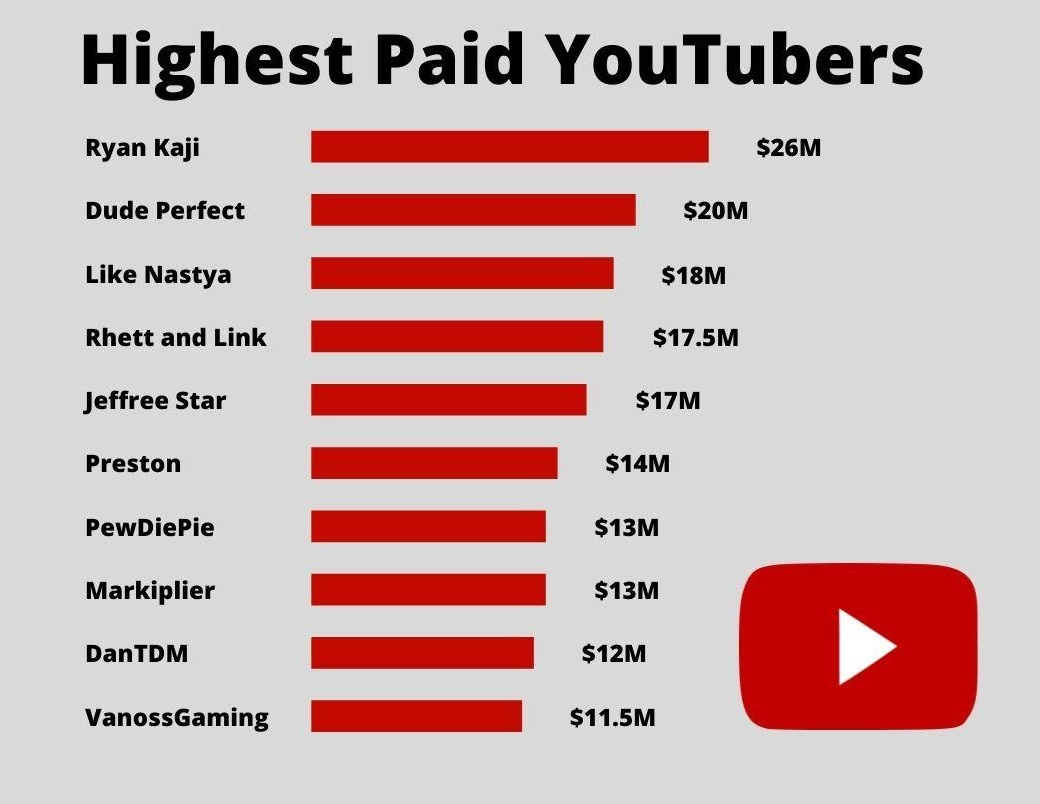 Highest Paid YouTubers
Ryan Kaji $26M
Dude Perfect $20M
Like Nastya $18M
Rhett and Link $17.5M
Jeffree Star $17M
Preston $14M
PewDiePie $13M
Markiplier $13M
DanTDM $12M
VanossGaming $11.5M